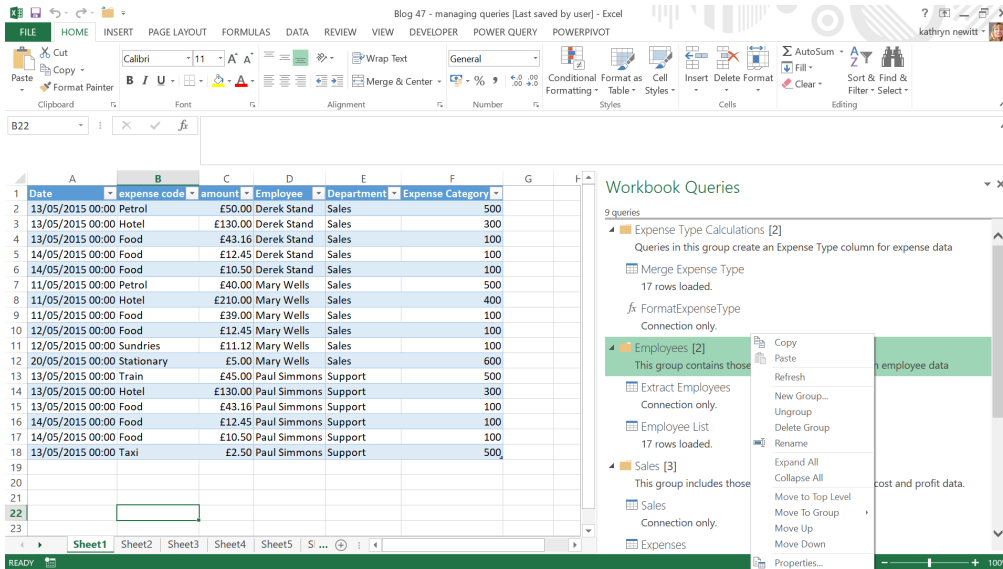 Blog 47 - managing queries [Last saved by user] - Excel
FILE HOME INSERT PAGE LAYOUT FORMULAS DATA REVIEW VIEW DEVELOPER POWER QUERY POWERPIVOT kathryn newitt
Paste
Cut
Copy
Format Painter
Clipboard
Calibri 11
B I U
Font
Wrap Text
Merge & Center
Alignment
General
Number
Conditional Formatting
Format as Table
Cell Styles
Styles
Insert Delete Format
Cells
AutoSum
Fill
Clear
Sort & Filter
Find & Select
Editing
B22 fx
A B C D E F G
1 Date expense code amount Employee Department Expense Category
2 13/05/2015 00:00 Petrol £50.00 Derek Stand Sales 500
3 13/05/2015 00:00 Hotel £130.00 Derek Stand Sales 300
4 13/05/2015 00:00 Food £43.16 Derek Stand Sales 100
5 14/05/2015 00:00 Food £12.45 Derek Stand Sales 100
6 14/05/2015 00:00 Food £10.50 Derek Stand Sales 100
7 11/05/2015 00:00 Petrol £40.00 Mary Wells Sales 500
8 11/05/2015 00:00 Hotel £210.00 Mary Wells Sales 400
9 11/05/2015 00:00 Food £39.00 Mary Wells Sales 100
10 12/05/2015 00:00 Food £12.45 Mary Wells Sales 100
11 12/05/2015 00:00 Sundries £11.12 Mary Wells Sales 100
12 20/05/2015 00:00 Stationary £5.00 Mary Wells Sales 600
13 13/05/2015 00:00 Train £45.00 Paul Simmons Support 500
14 13/05/2015 00:00 Hotel £130.00 Paul Simmons Support 300
15 13/05/2015 00:00 Food £43.16 Paul Simmons Support 100
16 14/05/2015 00:00 Food £12.45 Paul Simmons Support 100
17 14/05/2015 00:00 Food £10.50 Paul Simmons Support 100
18 13/05/2015 00:00 Taxi £2.50 Paul Simmons Support 500
19
20
21
22
23
Sheet1 Sheet2 Sheet3 Sheet4 Sheet5 S ...
READY
Workbook Queries
9 queries
Expense Type Calculations [2]
Queries in this group create an Expense Type column for expense data
Merge Expense Type
17 rows loaded.
fx FormatExpenseType
Connection only.
Employees [2]
This group contains those
employee data
Extract Employees
Connection only.
Employee List
17 rows loaded.
Sales [3]
This group includes those
cost and profit data.
Sales
Connection only.
Expenses
Copy
Paste
Refresh
New Group...
Ungroup
Delete Group
Rename
Expand All
Collapse All
Move to Top Level
Move To Group
Move Up
Move Down
Properties...